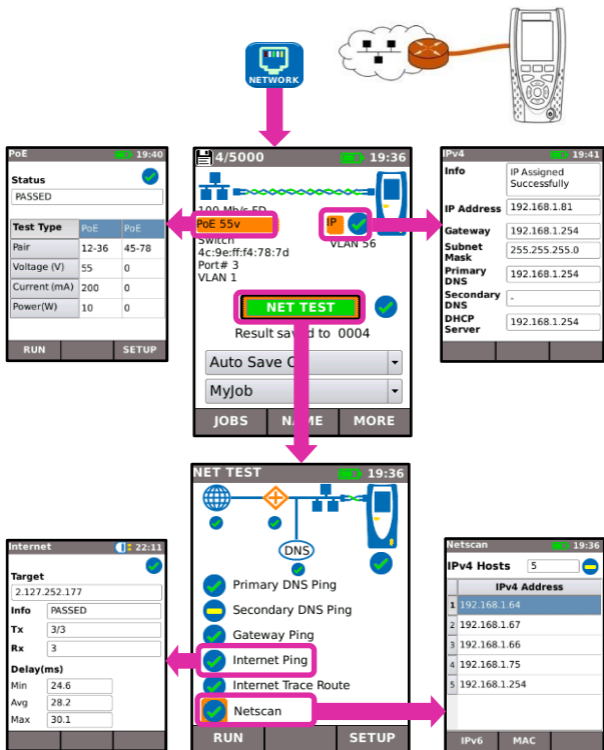 NETWORK
PoE 19:40
Status
PASSED
Test Type PoE PoE
Pair 12-36 45-78
Voltage (V) 55 0
Current (mA) 200 0
Power(W) 10 0
RUN SETUP
4/5000 19:36
100 Mb/s FD
PoE 55v IP
Switch VLAN 56
4c:9e:ff:f4:78:7d
Port# 3
VLAN 1
NET TEST
Result saved to 0004
Auto Save
MyJob
JOBS NAME MORE
IPv4 19:41
Info IP Assigned
Successfully
IP Address 192.168.1.81
Gateway 192.168.1.254
Subnet
Mask 255.255.255.0
Primary
DNS 192.168.1.254
Secondary
DNS -
DHCP
Server 192.168.1.254
NET TEST 19:36
DNS
Primary DNS Ping
Secondary DNS Ping
Gateway Ping
Internet Ping
Internet Trace Route
Netscan
RUN SETUP
Internet 22:11
Target
2.127.252.177
Info PASSED
Tx 3/3
Rx 3
Delay(ms)
Min 24.6
Avg 28.2
Max 30.1
Netscan 19:36
IPv4 Hosts 5
IPv4 Address
1 192.168.1.64
2 192.168.1.67
3 192.168.1.66
4 192.168.1.75
5 192.168.1.254
IPv6 MAC